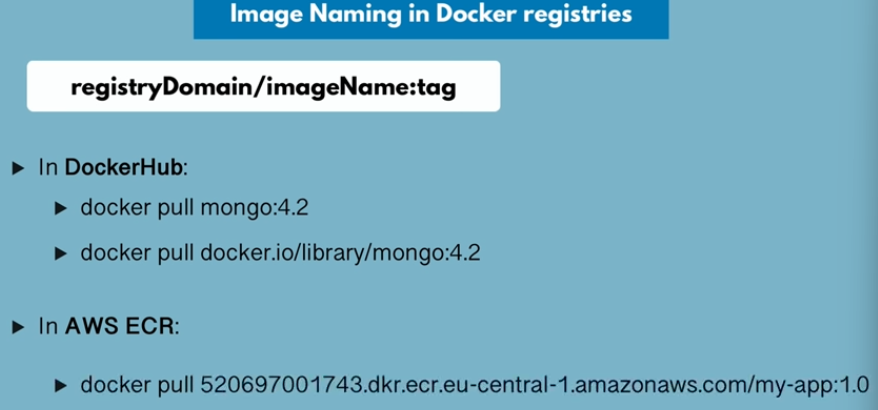 Image Naming in Docker registries
registryDomain/imageName:tag
▶ In DockerHub:
▶ docker pull mongo:4.2
▶ docker pull docker.io/library/mongo:4.2
▶ In AWS ECR:
▶ docker pull 520697001743.dkr.ecr.eu-central-1.amazonaws.com/my-app:1.0